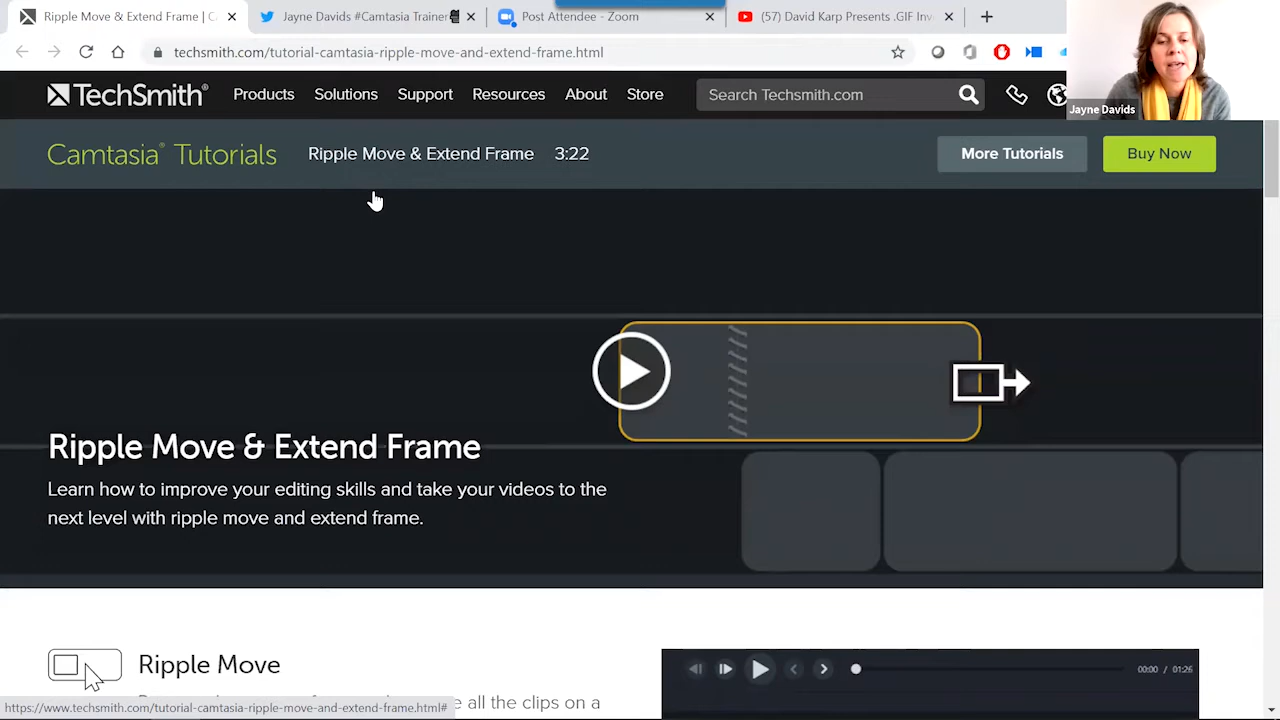 Ripple Move & Extend Frame | C
Jayne Davids #Camtasia Trainer
Post Attendee - Zoom
(57) David Karp Presents .GIF Inv
techsmith.com/tutorial-camtasia-ripple-move-and-extend-frame.html
TechSmith®
Products
Solutions
Support
Resources
About
Store
Search Techsmith.com
Jayne Davids
Camtasia® Tutorials
Ripple Move & Extend Frame 3:22
More Tutorials
Buy Now
Ripple Move & Extend Frame
Learn how to improve your editing skills and take your videos to the
next level with ripple move and extend frame.
Ripple Move
00:00 / 01:26
e all the clips on a
https://www.techsmith.com/tutorial-camtasia-ripple-move-and-extend-frame.html#